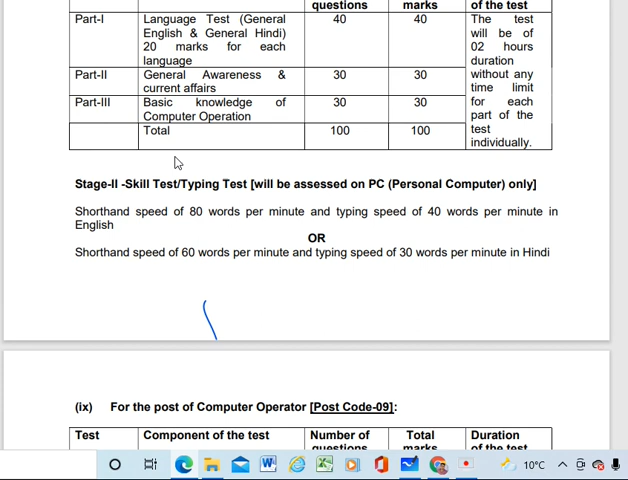 questions marks of the test
Part-I Language Test (General 40 40 The test
English & General Hindi) will be of
20 marks for each 02 hours
language duration
Part-II General Awareness & 30 30 without any
current affairs time limit
Part-III Basic knowledge of 30 30 for each
Computer Operation part of the
Total 100 100 test
individually.
Stage-II -Skill Test/Typing Test [will be assessed on PC (Personal Computer) only]
Shorthand speed of 80 words per minute and typing speed of 40 words per minute in
English
OR
Shorthand speed of 60 words per minute and typing speed of 30 words per minute in Hindi
(ix) For the post of Computer Operator [Post Code-09]:
Test Component of the test Number of Total Duration
questions marks of the test
10°C